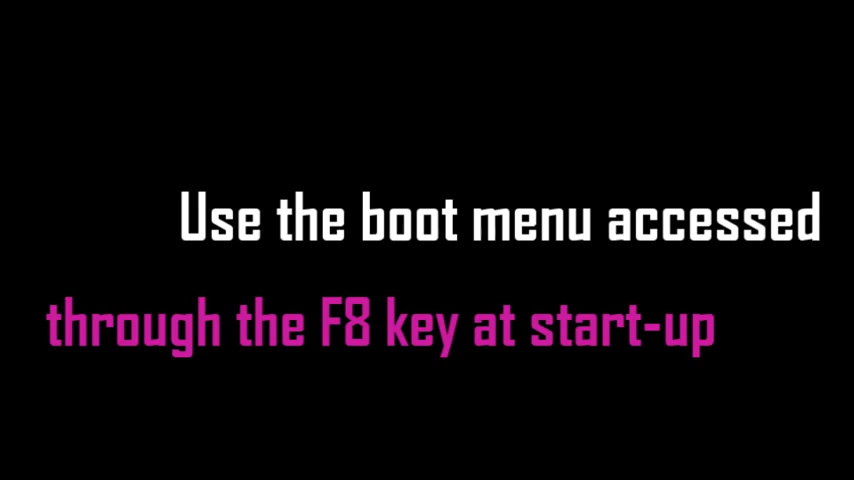 Use the boot menu accessed
through the F8 key at start-up